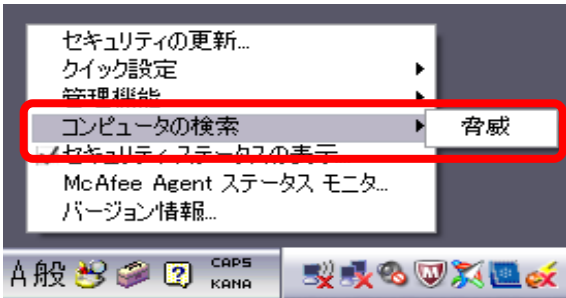 セキュリティの更新...
クイック設定
管理機能
コンピュータの検索
脅威
セキュリティ ステータスの表示
McAfee Agent ステータス モニタ...
バージョン情報...
A 般
CAPS
KANA